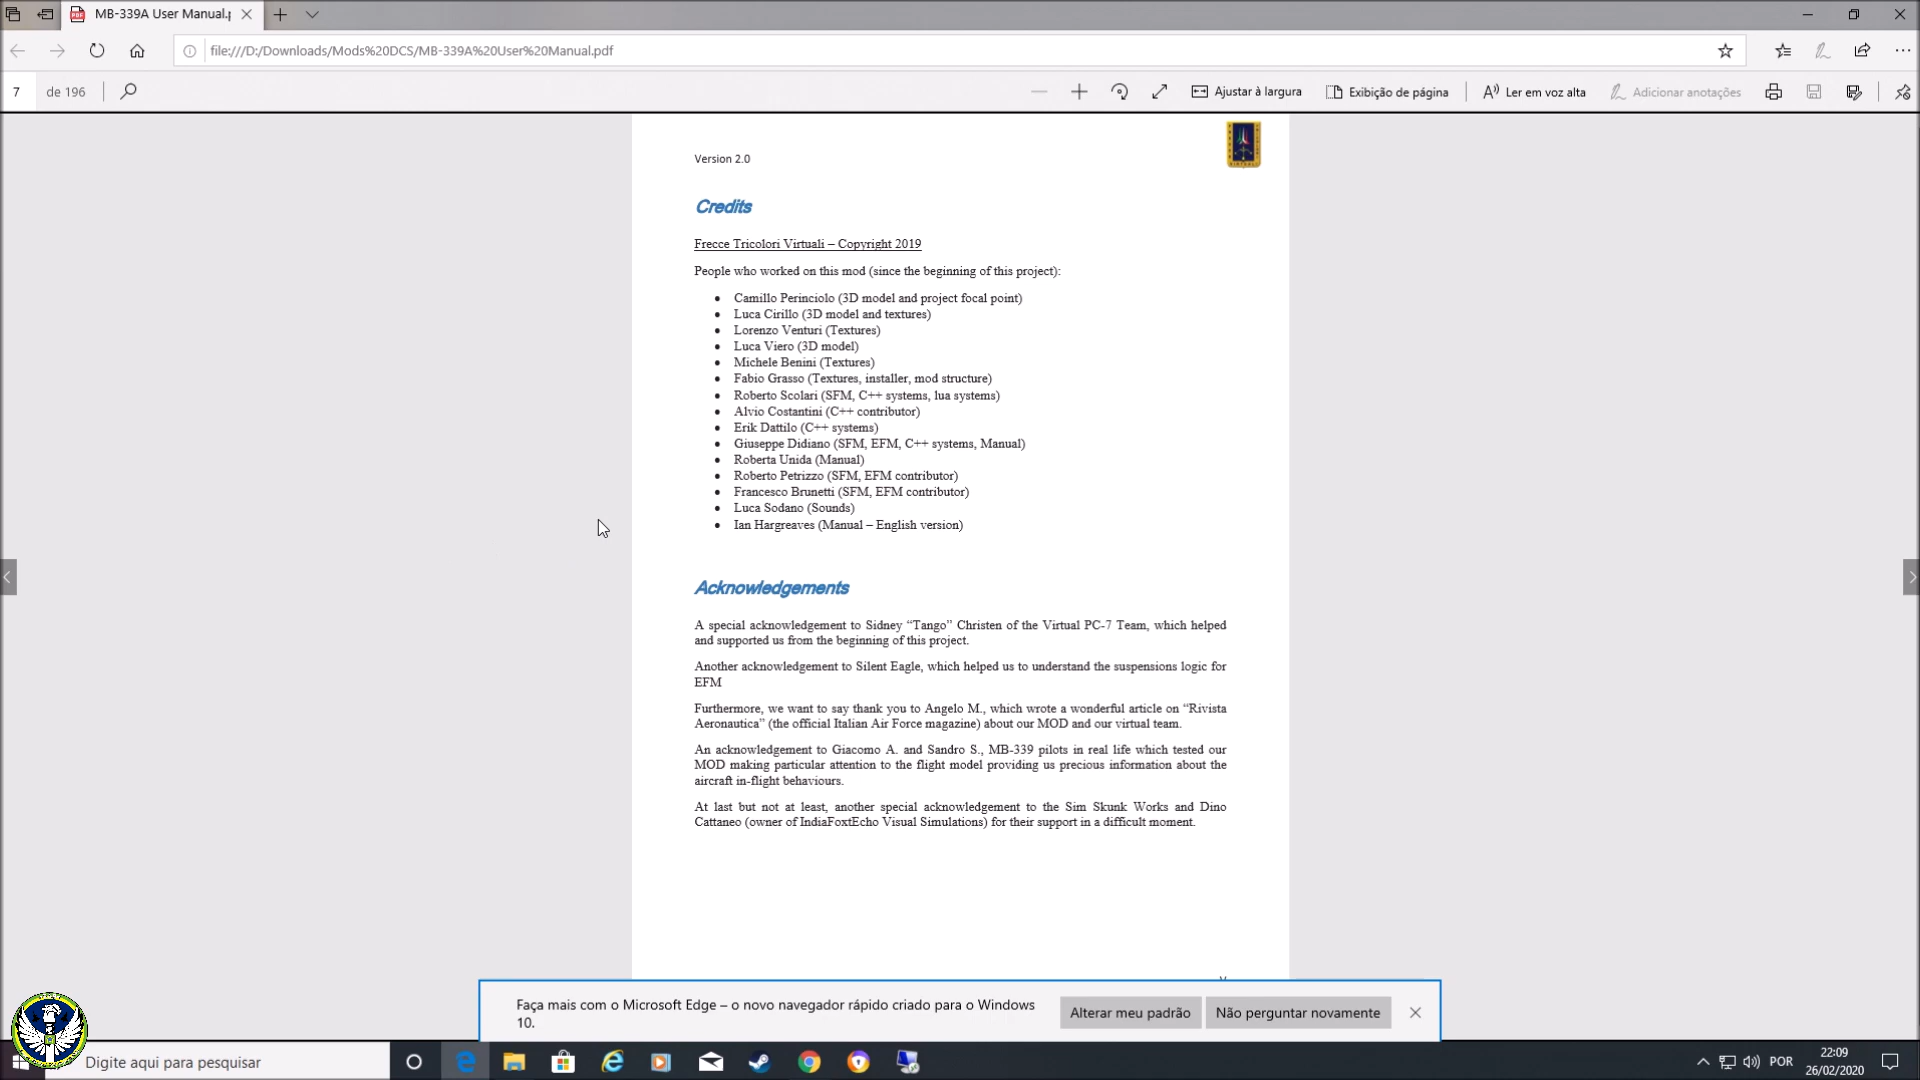 MB-339A User Manual.p
file:///D:/Downloads/Mods%20DCS/MB-339A%20User%20Manual.pdf
7 de 196
Ajustar à largura
Exibição de página
Ler em voz alta
Adicionar anotações
Version 2.0
Credits
Frecce Tricolori Virtuali – Copyright 2019
People who worked on this mod (since the beginning of this project):
• Camillo Perinciolo (3D model and project focal point)
• Luca Cirillo (3D model and textures)
• Lorenzo Venturi (Textures)
• Luca Viero (3D model)
• Michele Benini (Textures)
• Fabio Grasso (Textures, installer, mod structure)
• Roberto Scolari (SFM, C++ systems, lua systems)
• Alvio Costantini (C++ contributor)
• Erik Dattilo (C++ systems)
• Giuseppe Didiano (SFM, EFM, C++ systems, Manual)
• Roberta Unida (Manual)
• Roberto Petrizzo (SFM, EFM contributor)
• Francesco Brunetti (SFM, EFM contributor)
• Luca Sodano (Sounds)
• Ian Hargreaves (Manual – English version)
Acknowledgements
A special acknowledgement to Sidney “Tango” Christen of the Virtual PC-7 Team, which helped
and supported us from the beginning of this project.
Another acknowledgement to Silent Eagle, which helped us to understand the suspensions logic for
EFM
Furthermore, we want to say thank you to Angelo M., which wrote a wonderful article on “Rivista
Aeronautica” (the official Italian Air Force magazine) about our MOD and our virtual team.
An acknowledgement to Giacomo A. and Sandro S., MB-339 pilots in real life which tested our
MOD making particular attention to the flight model providing us precious information about the
aircraft in-flight behaviours.
At last but not at least, another special acknowledgement to the Sim Skunk Works and Dino
Cattaneo (owner of IndiaFoxtEcho Visual Simulations) for their support in a difficult moment.
Faça mais com o Microsoft Edge – o novo navegador rápido criado para o Windows
10.
Alterar meu padrão
Não perguntar novamente
Digite aqui para pesquisar
POR
22:09
26/02/2020